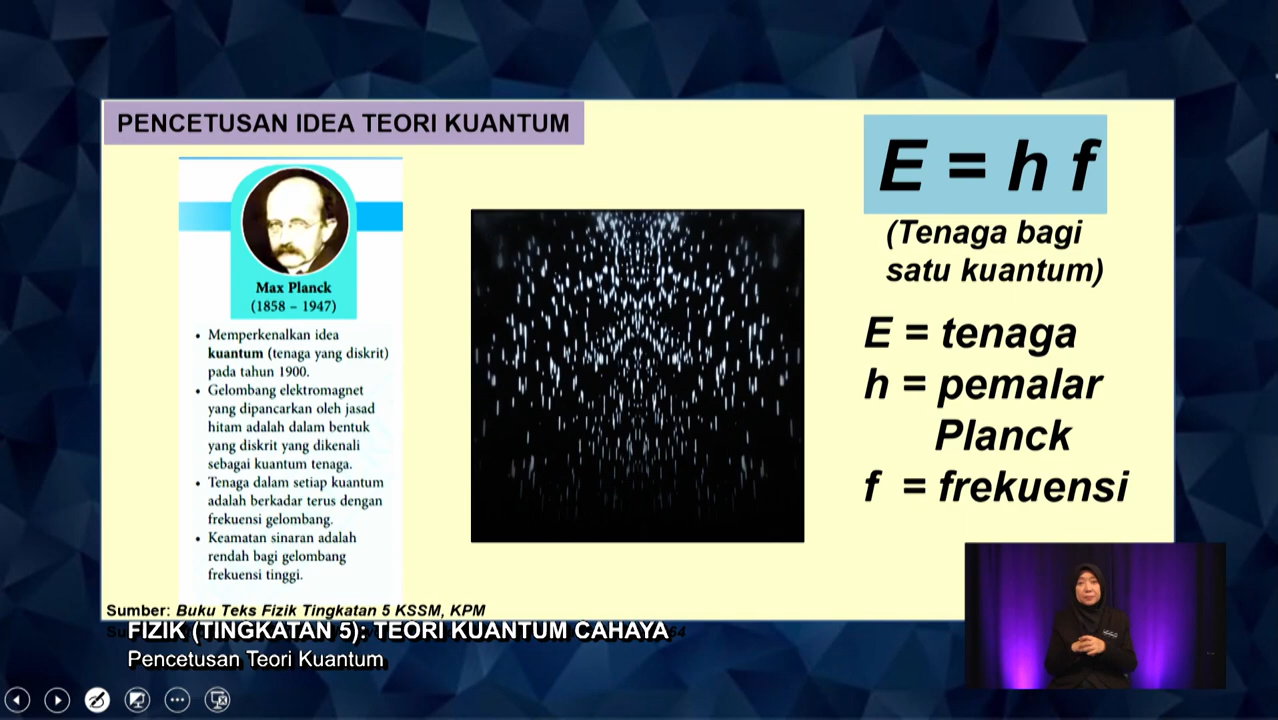 PENCETUSAN IDEA TEORI KUANTUM
Max Planck
(1858 – 1947)
• Memperkenalkan idea
kuantum (tenaga yang diskrit)
pada tahun 1900.
• Gelombang elektromagnet
yang dipancarkan oleh jasad
hitam adalah dalam bentuk
yang diskrit yang dikenali
sebagai kuantum tenaga.
• Tenaga dalam setiap kuantum
adalah berkadar terus dengan
frekuensi gelombang.
• Keamatan sinaran adalah
rendah bagi gelombang
frekuensi tinggi.
E = h f
(Tenaga bagi
satu kuantum)
E = tenaga
h = pemalar
Planck
f = frekuensi
Sumber: Buku Teks Fizik Tingkatan 5 KSSM, KPM
FIZIK (TINGKATAN 5): TEORI KUANTUM CAHAYA
Pencetusan Teori Kuantum